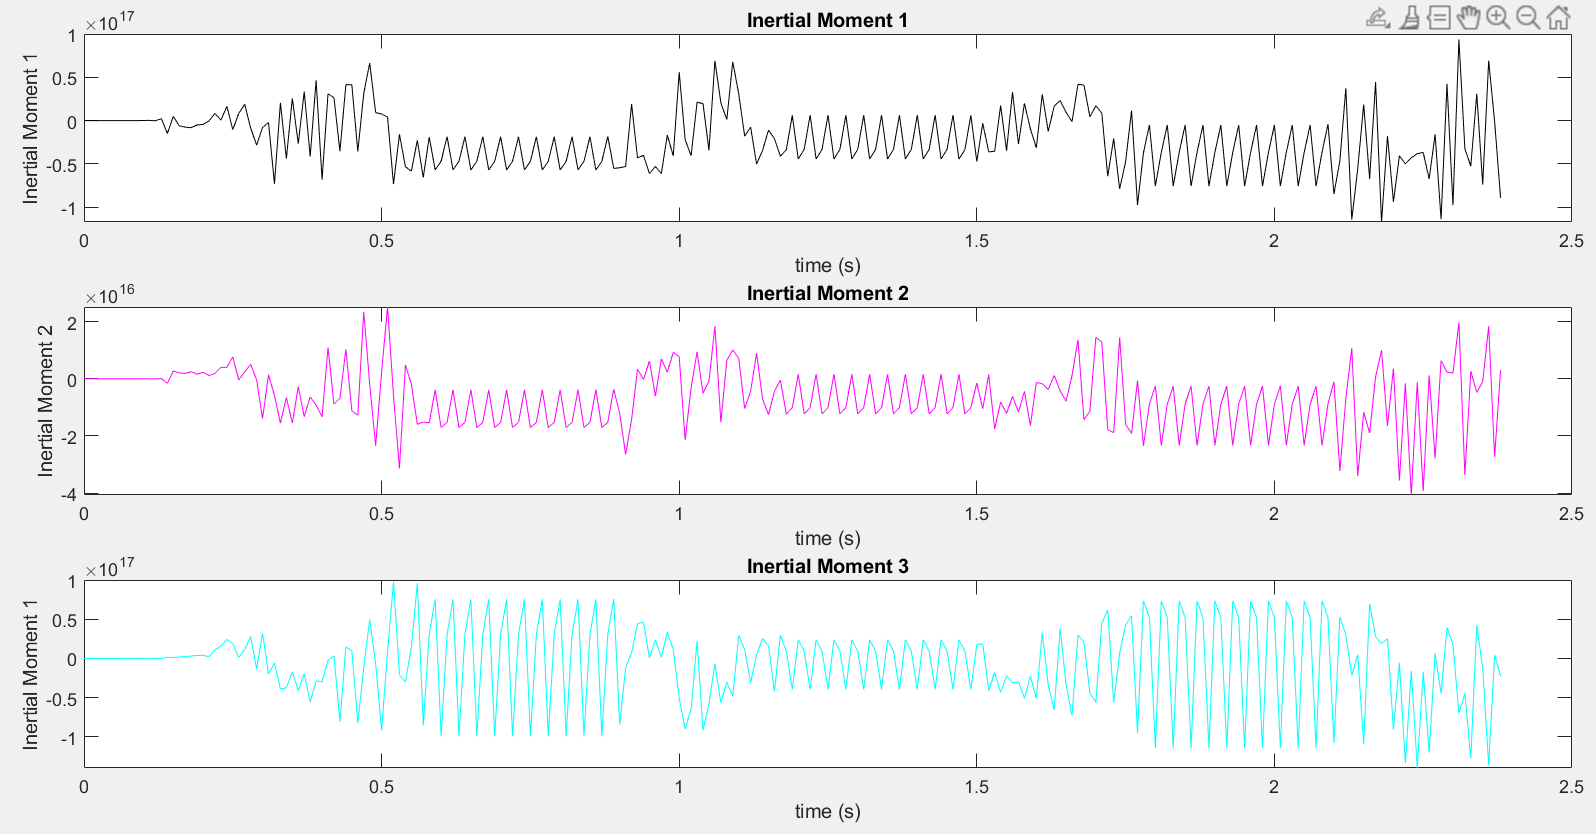 Inertial Moment 1
×10^17
1
0.5
0
-0.5
-1
Inertial Moment 1
0 0.5 1 1.5 2 2.5
time (s)
Inertial Moment 2
×10^16
2
0
-2
-4
Inertial Moment 2
0 0.5 1 1.5 2 2.5
time (s)
Inertial Moment 3
×10^17
1
0.5
0
-0.5
-1
Inertial Moment 1
0 0.5 1 1.5 2 2.5
time (s)